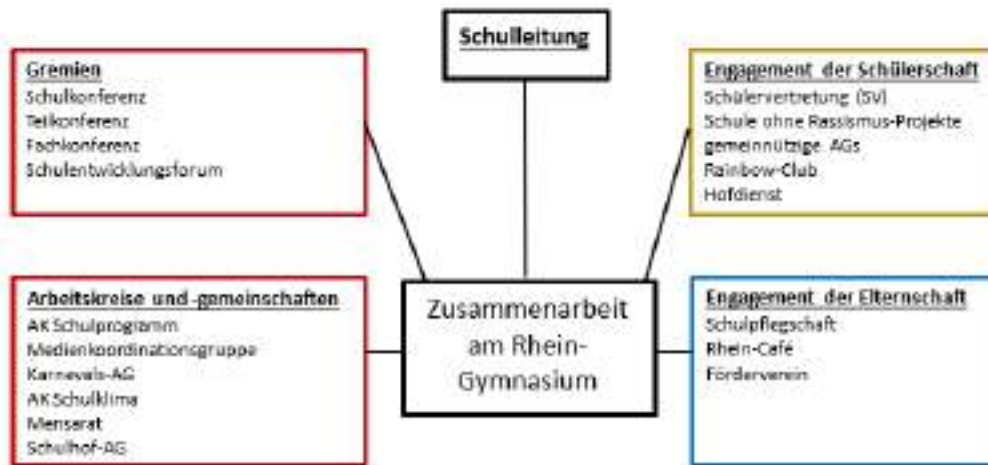 Schulleitung
Gremien
Schulkonferenz
Teilkonferenz
Fachkonferenz
Schulentwicklungsforum
Engagement der Schülerschaft
Schülervertretung (SV)
Schule ohne Rassismus-Projekte
gemeinnützige AGs
Rainbow-Club
Hofdienst
Arbeitskreise und -gemeinschaften
AK Schulprogramm
Medienkoordinationsgruppe
Karnevals-AG
AK Schulklima
Mensarat
Schulhof-AG
Zusammenarbeit
am Rhein-
Gymnasium
Engagement der Elternschaft
Schulpflegschaft
Rhein-Café
Förderverein